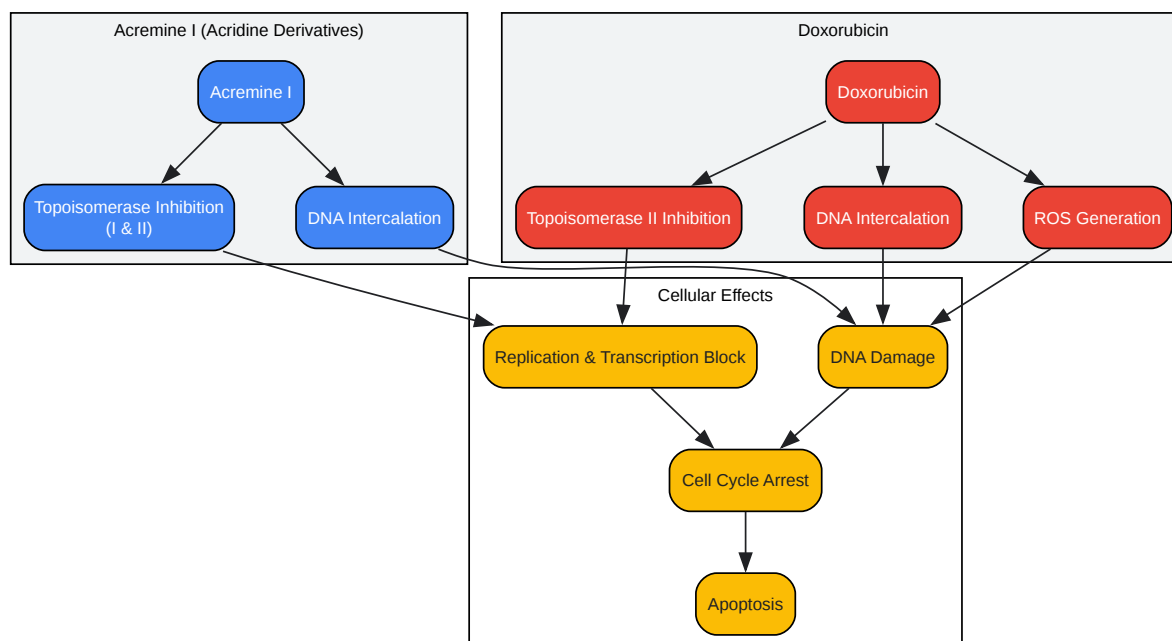 Acremine I (Acridine Derivatives)
Acremine I
Topoisomerase Inhibition
(I & II)
DNA Intercalation
Doxorubicin
Doxorubicin
Topoisomerase II Inhibition
DNA Intercalation
ROS Generation
Cellular Effects
Replication & Transcription Block
DNA Damage
Cell Cycle Arrest
Apoptosis